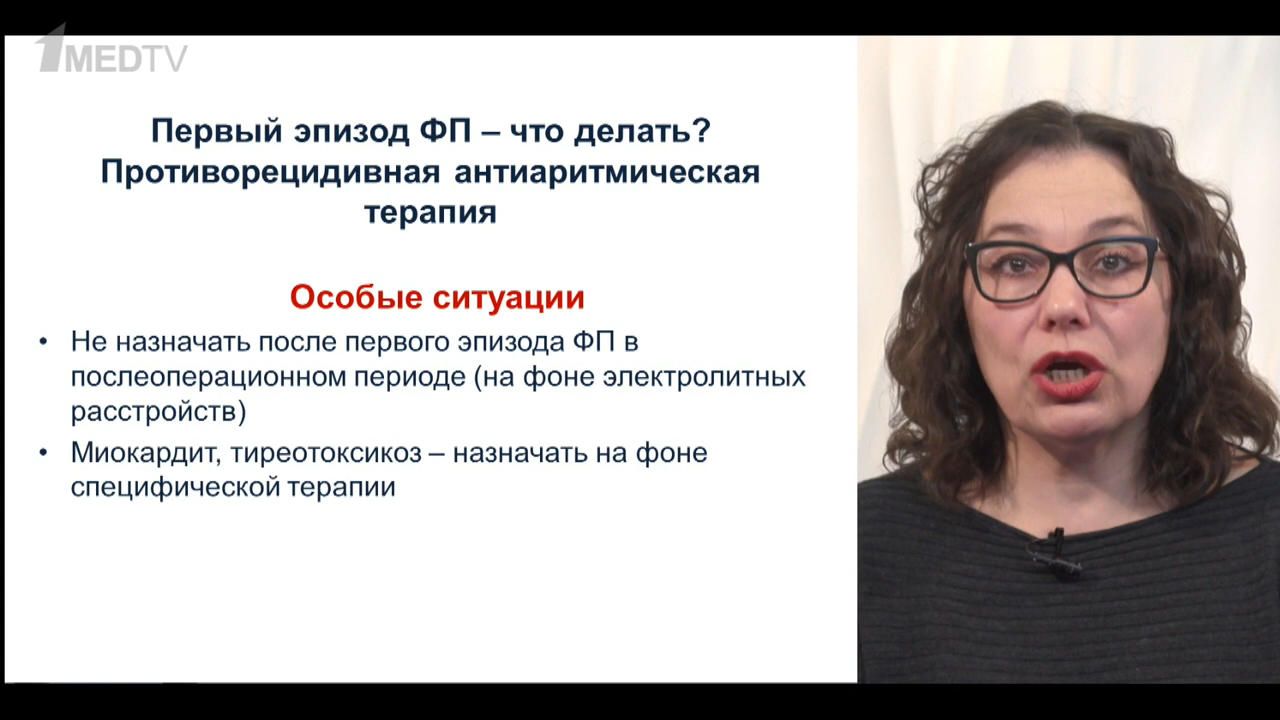 1MEDTV
Первый эпизод ФП – что делать?
Противорецидивная антиаритмическая
терапия
Особые ситуации
• Не назначать после первого эпизода ФП в
послеоперационном периоде (на фоне электролитных
расстройств)
• Миокардит, тиреотоксикоз – назначать на фоне
специфической терапии